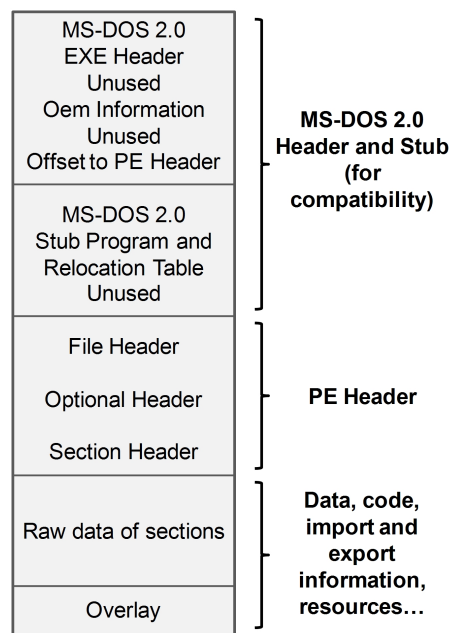 MS-DOS 2.0
EXE Header
Unused
Oem Information
Unused
Offset to PE Header
MS-DOS 2.0
Header and Stub
(for
compatibility)
MS-DOS 2.0
Stub Program and
Relocation Table
Unused
File Header
Optional Header
Section Header
PE Header
Raw data of sections
Overlay
Data, code,
import and
export
information,
resources…